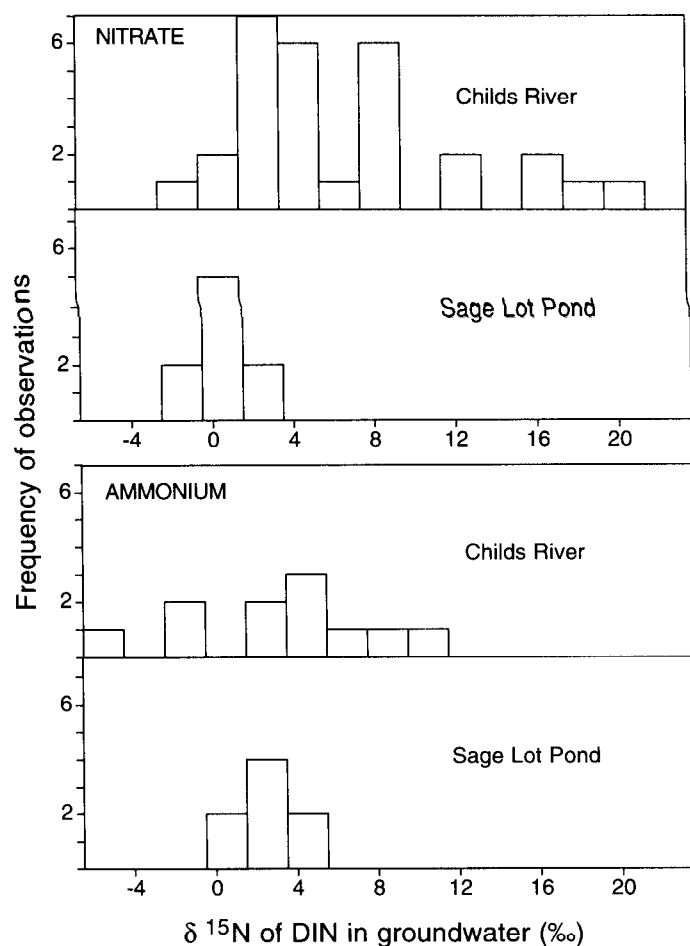 Frequency of observations
NITRATE
6
2
Childs River
6
2
Sage Lot Pond
-4 0 4 8 12 16 20
AMMONIUM
6
2
Childs River
6
2
Sage Lot Pond
-4 0 4 8 12 16 20
δ ¹⁵N of DIN in groundwater (‰)